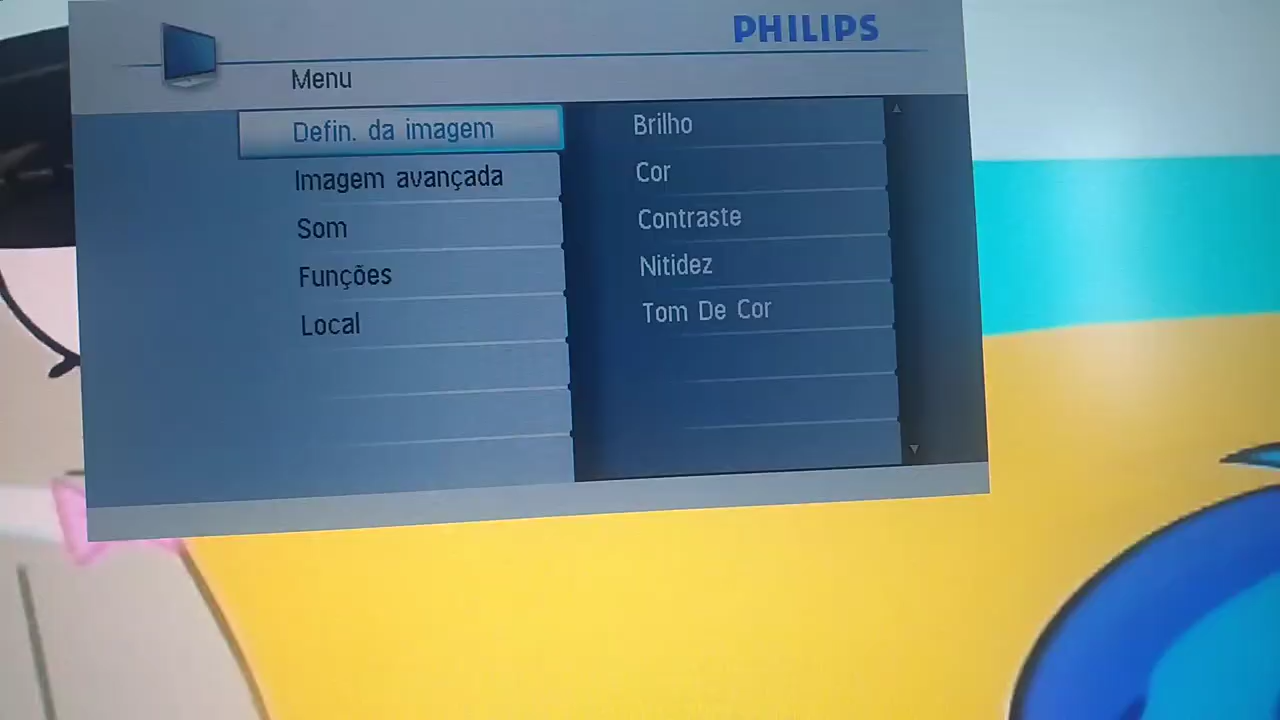 PHILIPS
Menu
Defin. da imagem
Imagem avançada
Som
Funções
Local
Brilho
Cor
Contraste
Nitidez
Tom De Cor